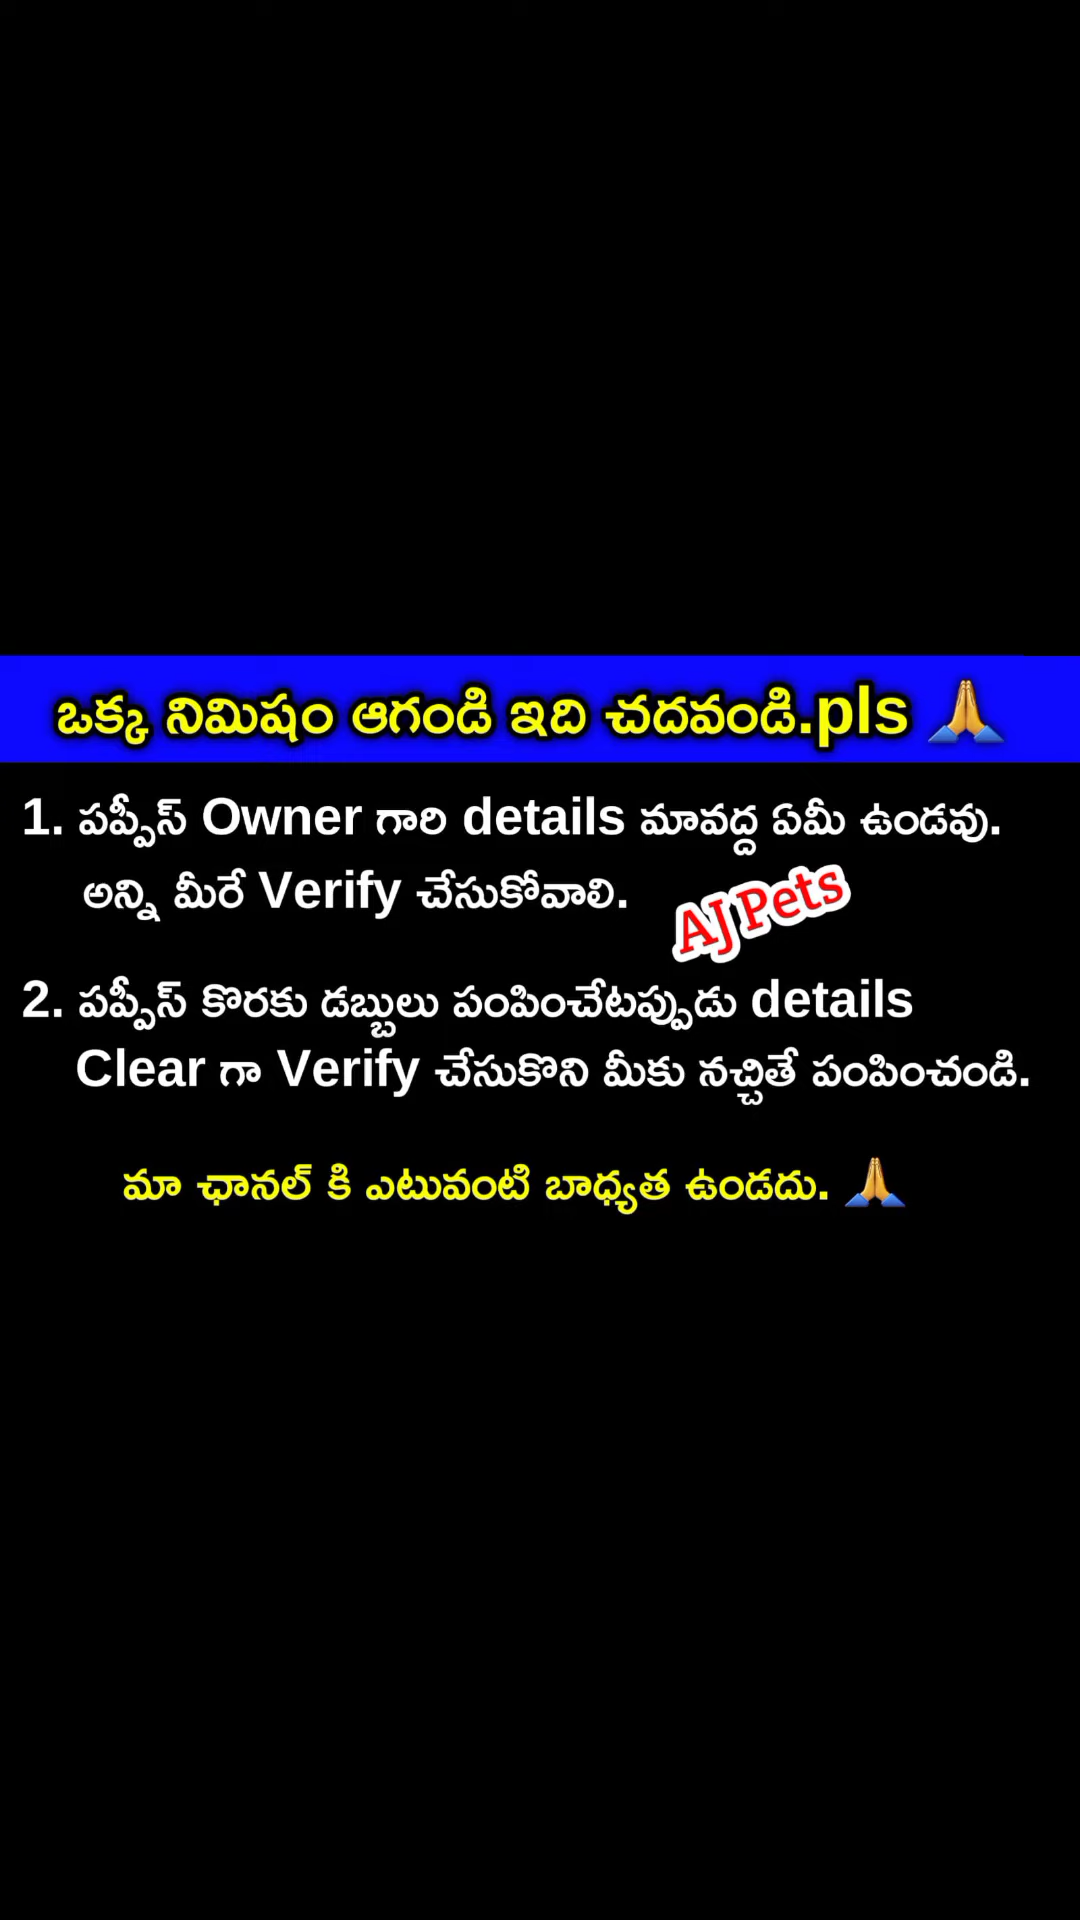 ఒక్క నిమిషం ఆగండి ఇది చదవండి.pls 🙏
1. పప్పీస్ Owner గారి details మావద్ద ఏమీ ఉండవు.
అన్ని మీరే Verify చేసుకోవాలి.
AJ Pets
2. పప్పీస్ కొరకు డబ్బులు పంపించేటప్పుడు details
Clear గా Verify చేసుకొని మీకు నచ్చితే పంపించండి.
మా ఛానల్ కి ఎటువంటి బాధ్యత ఉండదు. 🙏